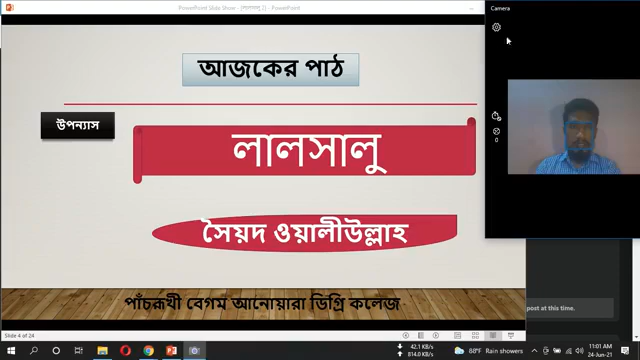 PowerPoint Slide Show - [লালসালু 2] - PowerPoint
Camera
আজকের পাঠ
উপন্যাস
লালসালু
সৈয়দ ওয়ালীউল্লাহ
পাঁচরূখী বেগম আনোয়ারা ডিগ্রি কলেজ
0
post at this time.
Slide 4 of 24
42.1 KB/s
814.0 KB/s
88°F Rain showers
11:01 AM
24-Jun-21